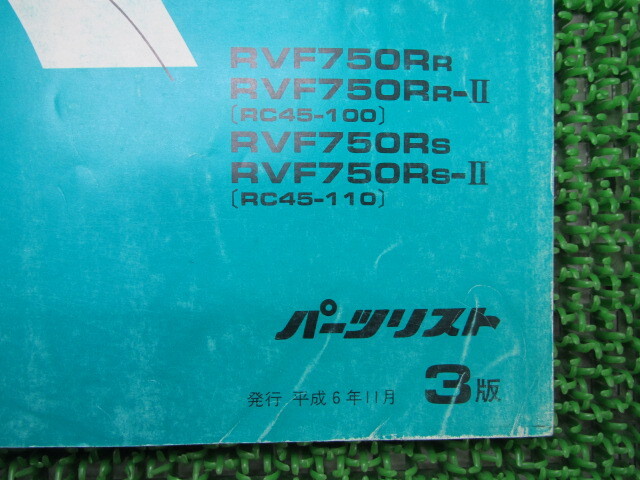 RVF750RR
RVF750RR-II
〔RC45-100〕
RVF750RS
RVF750RS-II
〔RC45-110〕
パーツリスト
発行 平成6年11月 3版